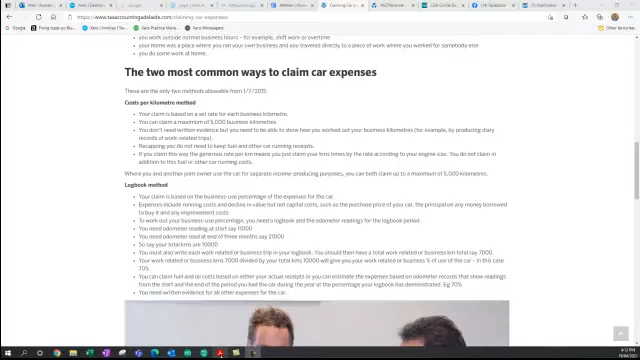 https://www.taxaccountingadelaide.com/claiming-car-expenses/
Other favourites
you work outside normal business hours - for example, shift work or overtime
your home was a place where you ran your own business and you traveled directly to a place of work where you worked for somebody else
you do some work at home.
The two most common ways to claim car expenses
These are the only two methods allowable from 1/7/2015
Cents per kilometre method
Your claim is based on a set rate for each business kilometre.
You can claim a maximum of 5,000 business kilometres.
You don't need written evidence but you need to be able to show how you worked out your business kilometres (for example, by producing diary
records of work-related trips).
Recapping you do not need to keep fuel and other car running receipts.
If you claim this way the generous rate per km means you just claim your kms times by the rate according to your engine size. You do not claim in
addition to this fuel or other car running costs.
Where you and another joint owner use the car for separate income-producing purposes, you can both claim up to a maximum of 5,000 kilometres.
Logbook method
Your claim is based on the business-use percentage of the expenses for the car.
Expenses include running costs and decline in value but not capital costs, such as the purchase price of your car, the principal on any money borrowed
to buy it and any improvement costs.
To work out your business-use percentage, you need a logbook and the odometer readings for the logbook period.
You need odometer reading at start say 11000
You need odometer read at end of three months say 21000
So say your total kms are 10000
You must also write each work related or business trip in your logbook. You should then have a total work related or business km total say 7000.
Your work related or business kms 7000 divided by your total kms 10000 will give you your work related or business % of use of the car – in this case
70%
You can claim fuel and oil costs based on either your actual receipts or you can estimate the expenses based on odometer records that show readings
from the start and the end of the period you had the car during the year at the percentage your logbook has demonstrated. Eg 70%
You need written evidence for all other expenses for the car.
4:12 PM